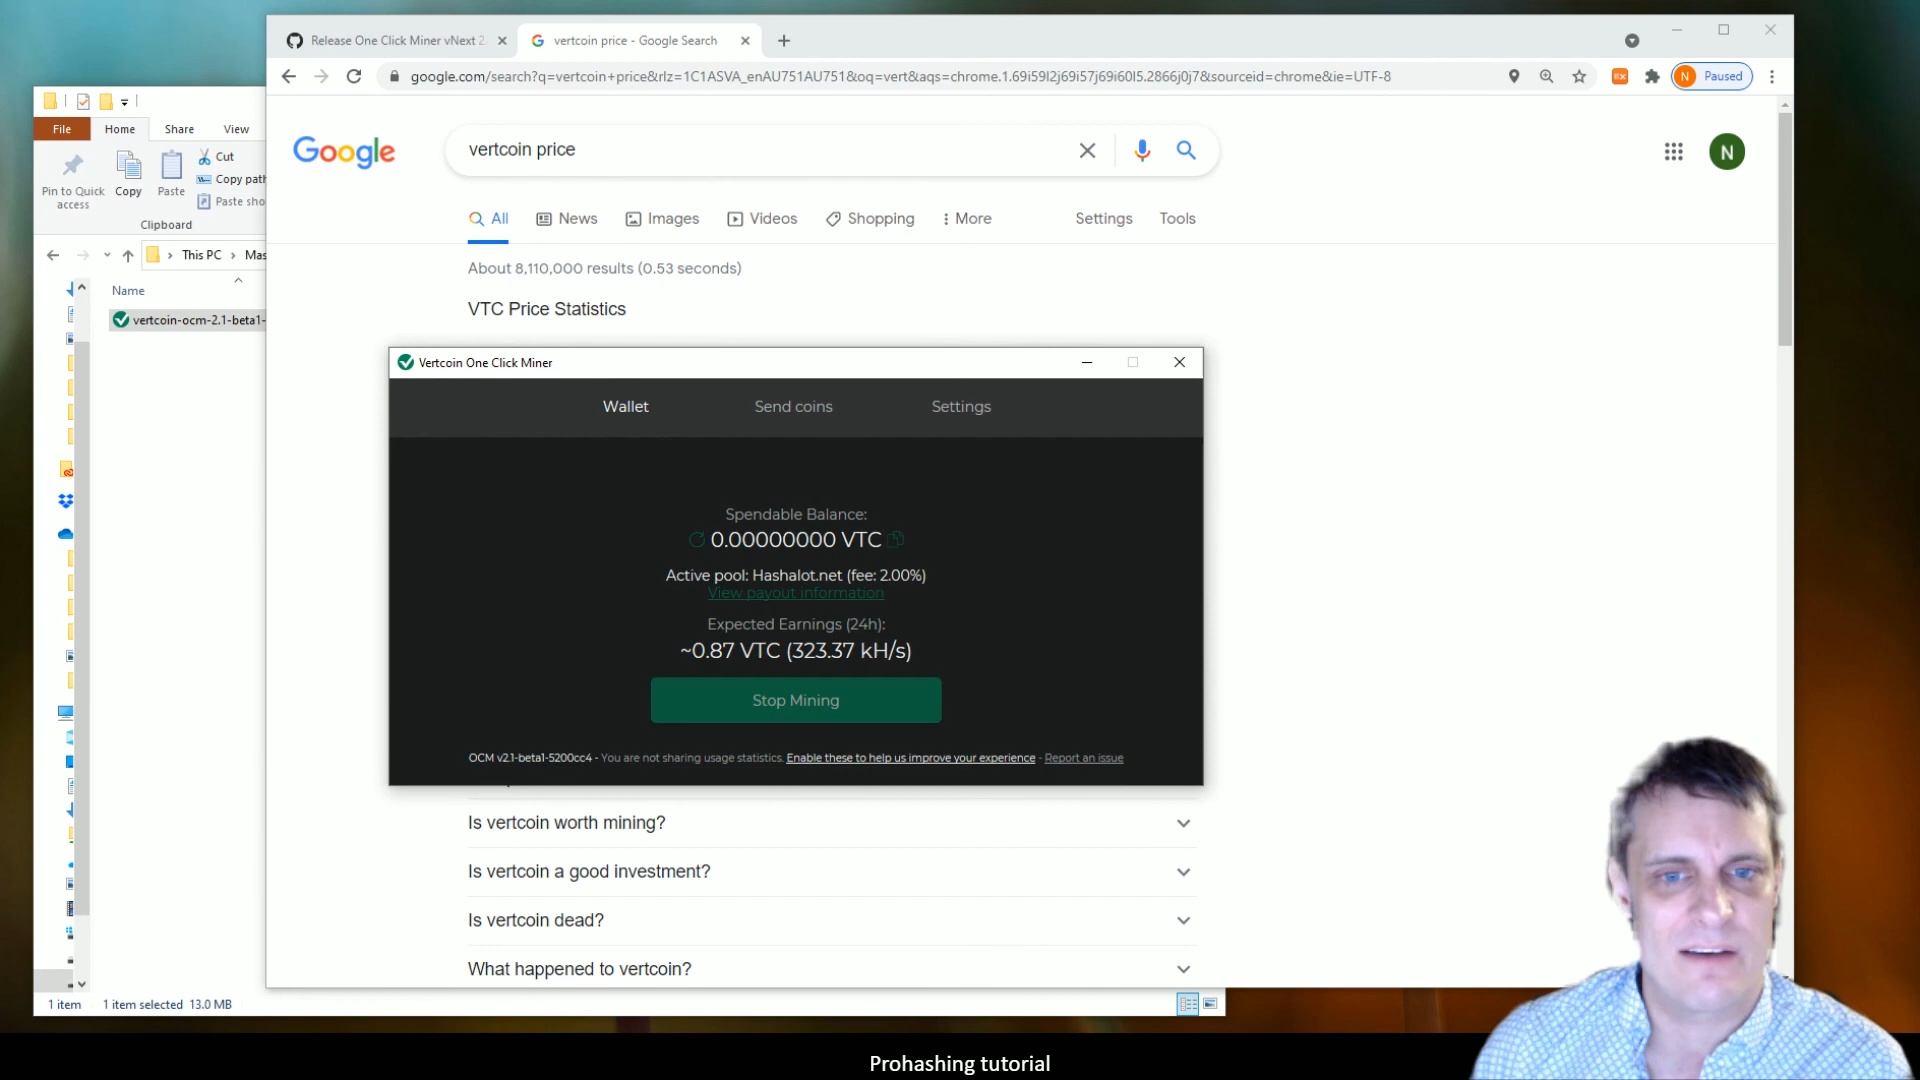 Release One Click Miner vNext 2
vertcoin price - Google Search
google.com/search?q=vertcoin+price&rlz=1C1ASVA_enAU751AU751&oq=vert&aqs=chrome.1.69i59l2j69i57j69i60l5.2866j0j7&sourceid=chrome&ie=UTF-8
N Paused
File Home Share View
Pin to Quick access
Copy
Paste
Cut
Copy path
Paste sho
Clipboard
This PC > Mas
Name
vertcoin-ocm-2.1-beta1-
1 item 1 item selected 13.0 MB
Google
vertcoin price
N
All News Images Videos Shopping More Settings Tools
About 8,110,000 results (0.53 seconds)
VTC Price Statistics
Vertcoin One Click Miner
Wallet Send coins Settings
Spendable Balance:
0.00000000 VTC
Active pool: Hashalot.net (fee: 2.00%)
View payout information
Expected Earnings (24h):
~0.87 VTC (323.37 kH/s)
Stop Mining
OCM v2.1-beta1-5200cc4 - You are not sharing usage statistics. Enable these to help us improve your experience - Report an issue
Is vertcoin worth mining?
Is vertcoin a good investment?
Is vertcoin dead?
What happened to vertcoin?
Prohashing tutorial